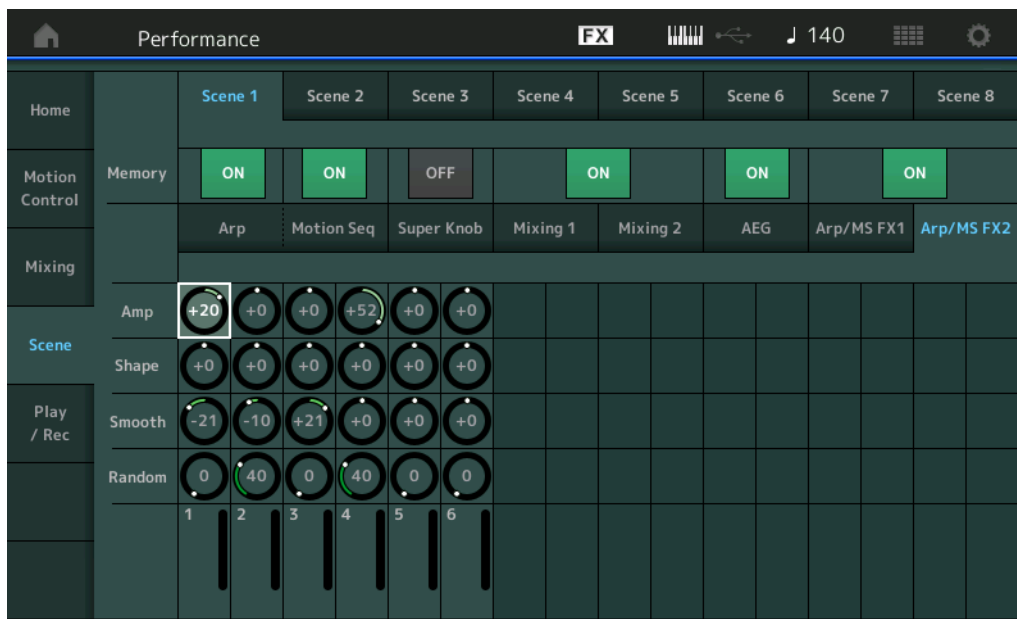 Performance FX 140
Home Scene 1 Scene 2 Scene 3 Scene 4 Scene 5 Scene 6 Scene 7 Scene 8
Motion
Control
Memory ON ON OFF ON ON ON
Arp Motion Seq Super Knob Mixing 1 Mixing 2 AEG Arp/MS FX1 Arp/MS FX2
Mixing
Amp +20 +0 +0 +52 +0 +0
Scene
Shape +0 +0 +0 +0 +0 +0
Play
/ Rec
Smooth -21 -10 +21 +0 +0 +0
Random 0 40 0 40 0 0
1 2 3 4 5 6